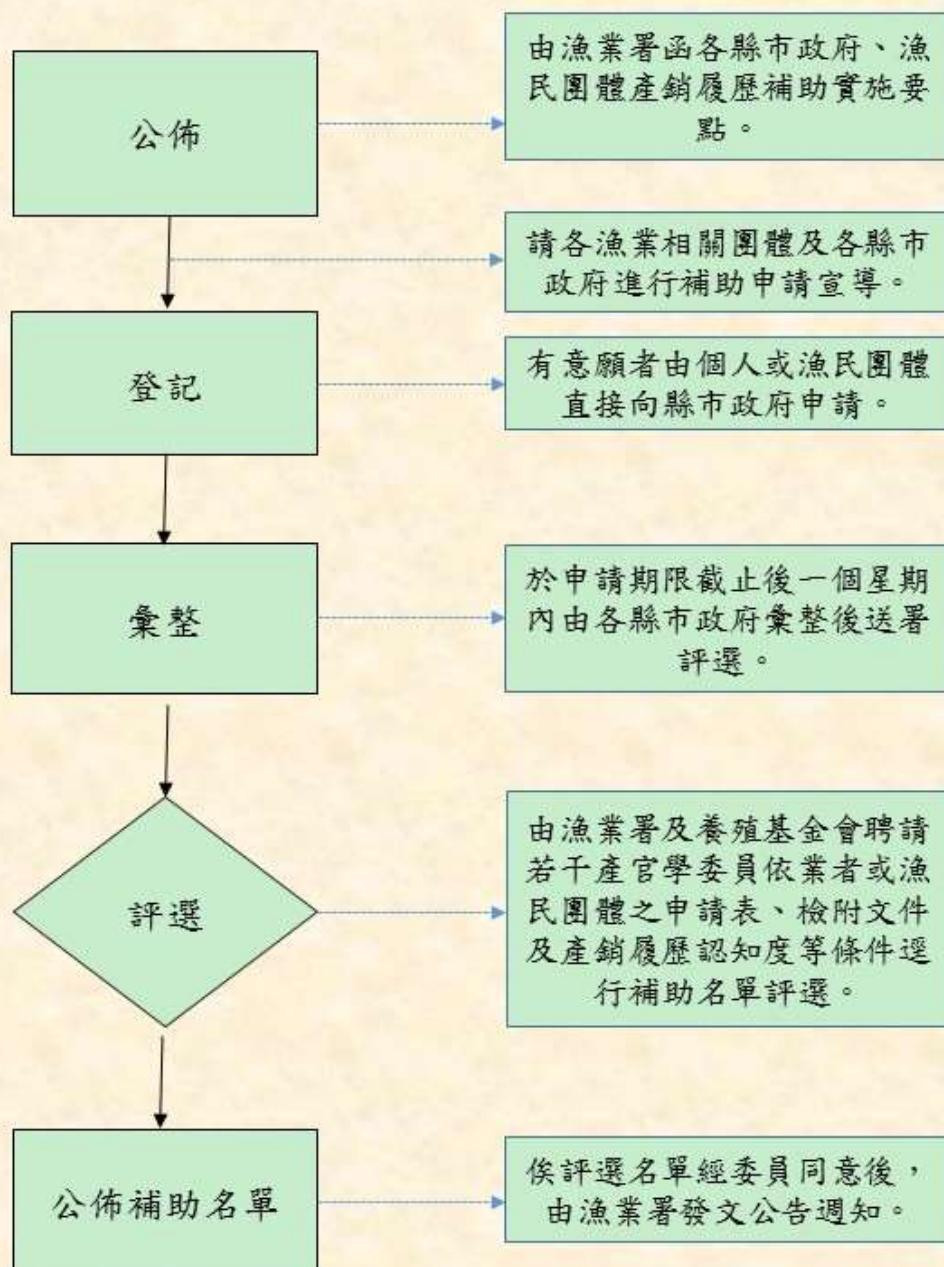 公佈
由漁業署函各縣市政府、漁
民團體產銷履歷補助實施要
點。
請各漁業相關團體及各縣市
政府進行補助申請宣導。
登記
有意願者由個人或漁民團體
直接向縣市政府申請。
彙整
於申請期限截止後一個星期
內由各縣市政府彙整後送署
評選。
評選
由漁業署及養殖基金會聘請
若干產官學委員依業者或漁
民團體之申請表、檢附文件
及產銷履歷認知度等條件逕
行補助名單評選。
公佈補助名單
俟評選名單經委員同意後，
由漁業署發文公告週知。